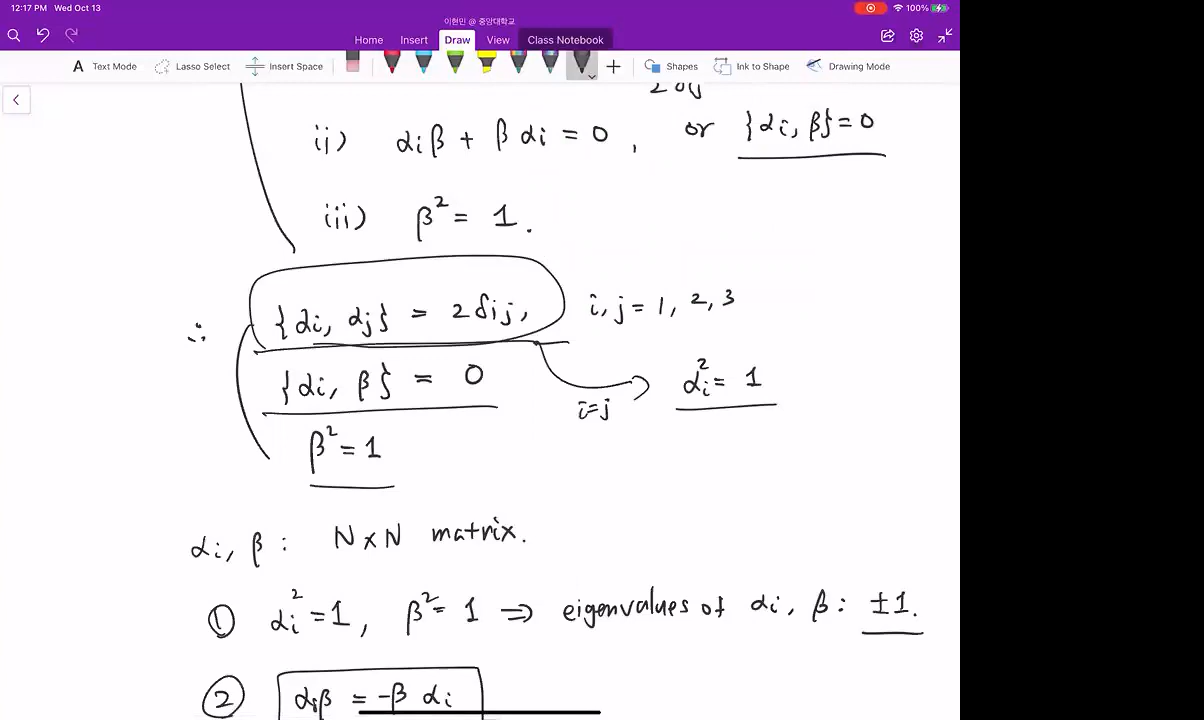 12:17 PM Wed Oct 13
100%
이현민 @ 중앙대학교
Home Insert Draw View Class Notebook
A Text Mode Lasso Select Insert Space + Shapes Ink to Shape Drawing Mode
2δij
ii) αiβ + βαi = 0, or {αi, β} = 0
iii) β² = 1.
∴ {αi, αj} = 2δij, i, j = 1, 2, 3
{αi, β} = 0
i=j
αi² = 1
β² = 1
αi, β : N×N matrix.
① αi² = 1, β² = 1 ⇒ eigenvalues of αi, β : ±1.
② αiβ = -β αi